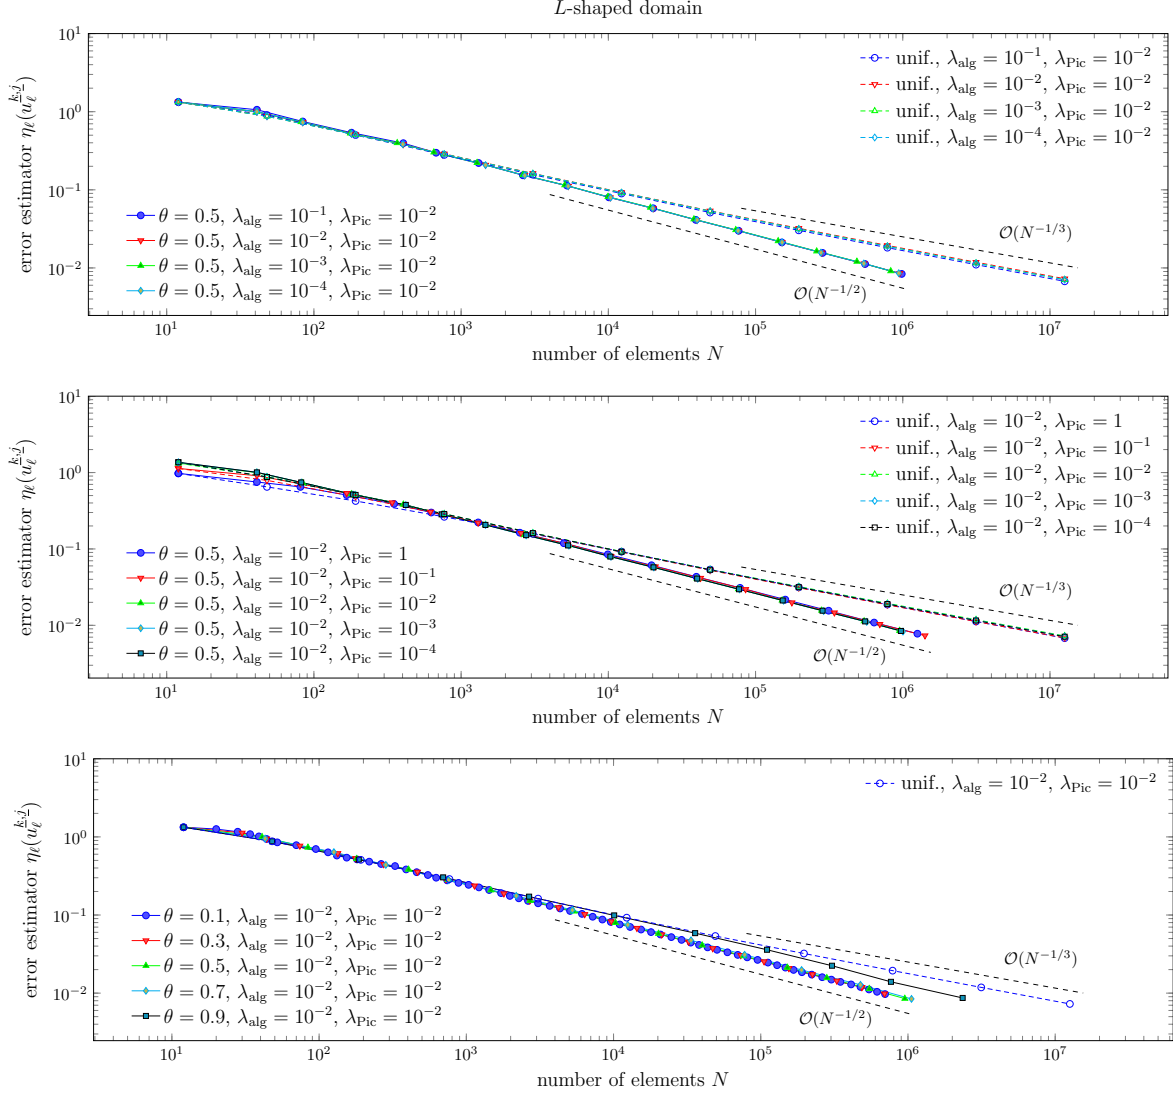 L-shaped domain
10^1
10^0
10^−1
10^−2
error estimator η_ℓ(u_ℓ^{k,j})
unif., λ_alg = 10^−1, λ_Pic = 10^−2
unif., λ_alg = 10^−2, λ_Pic = 10^−2
unif., λ_alg = 10^−3, λ_Pic = 10^−2
unif., λ_alg = 10^−4, λ_Pic = 10^−2
θ = 0.5, λ_alg = 10^−1, λ_Pic = 10^−2
θ = 0.5, λ_alg = 10^−2, λ_Pic = 10^−2
θ = 0.5, λ_alg = 10^−3, λ_Pic = 10^−2
θ = 0.5, λ_alg = 10^−4, λ_Pic = 10^−2
O(N^−1/3)
O(N^−1/2)
10^1 10^2 10^3 10^4 10^5 10^6 10^7
number of elements N
10^1
10^0
10^−1
10^−2
error estimator η_ℓ(u_ℓ^{k,j})
unif., λ_alg = 10^−2, λ_Pic = 1
unif., λ_alg = 10^−2, λ_Pic = 10^−1
unif., λ_alg = 10^−2, λ_Pic = 10^−2
unif., λ_alg = 10^−2, λ_Pic = 10^−3
unif., λ_alg = 10^−2, λ_Pic = 10^−4
θ = 0.5, λ_alg = 10^−2, λ_Pic = 1
θ = 0.5, λ_alg = 10^−2, λ_Pic = 10^−1
θ = 0.5, λ_alg = 10^−2, λ_Pic = 10^−2
θ = 0.5, λ_alg = 10^−2, λ_Pic = 10^−3
θ = 0.5, λ_alg = 10^−2, λ_Pic = 10^−4
O(N^−1/3)
O(N^−1/2)
10^1 10^2 10^3 10^4 10^5 10^6 10^7
number of elements N
10^1
10^0
10^−1
10^−2
error estimator η_ℓ(u_ℓ^{k,j})
unif., λ_alg = 10^−2, λ_Pic = 10^−2
θ = 0.1, λ_alg = 10^−2, λ_Pic = 10^−2
θ = 0.3, λ_alg = 10^−2, λ_Pic = 10^−2
θ = 0.5, λ_alg = 10^−2, λ_Pic = 10^−2
θ = 0.7, λ_alg = 10^−2, λ_Pic = 10^−2
θ = 0.9, λ_alg = 10^−2, λ_Pic = 10^−2
O(N^−1/3)
O(N^−1/2)
10^1 10^2 10^3 10^4 10^5 10^6 10^7
number of elements N